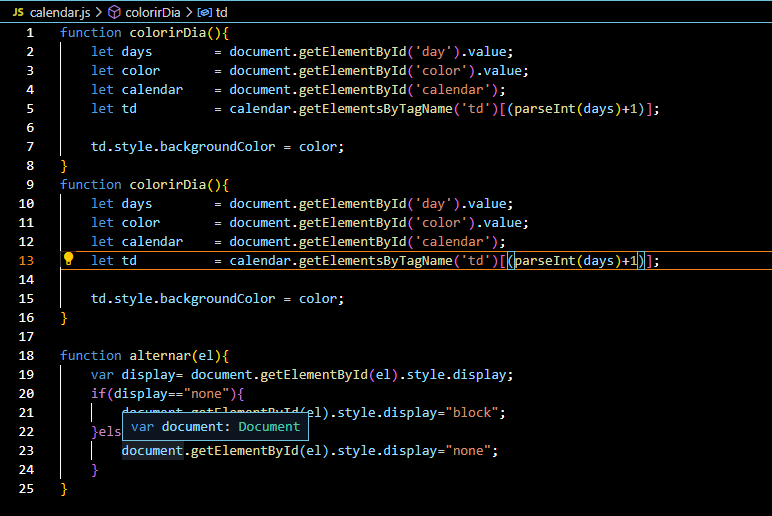 JS calendar.js > colorirDia > td
1 function colorirDia(){
2 let days = document.getElementById('day').value;
3 let color = document.getElementById('color').value;
4 let calendar = document.getElementById('calendar');
5 let td = calendar.getElementsByTagName('td')[(parseInt(days)+1)];
6
7 td.style.backgroundColor = color;
8 }
9 function colorirDia(){
10 let days = document.getElementById('day').value;
11 let color = document.getElementById('color').value;
12 let calendar = document.getElementById('calendar');
13 let td = calendar.getElementsByTagName('td')[(parseInt(days)+1)];
14
15 td.style.backgroundColor = color;
16 }
17
18 function alternar(el){
19 var display= document.getElementById(el).style.display;
20 if(display=="none"){
21 document.getElementById(el).style.display="block";
22 }els
var document: Document
23 document.getElementById(el).style.display="none";
24 }
25 }